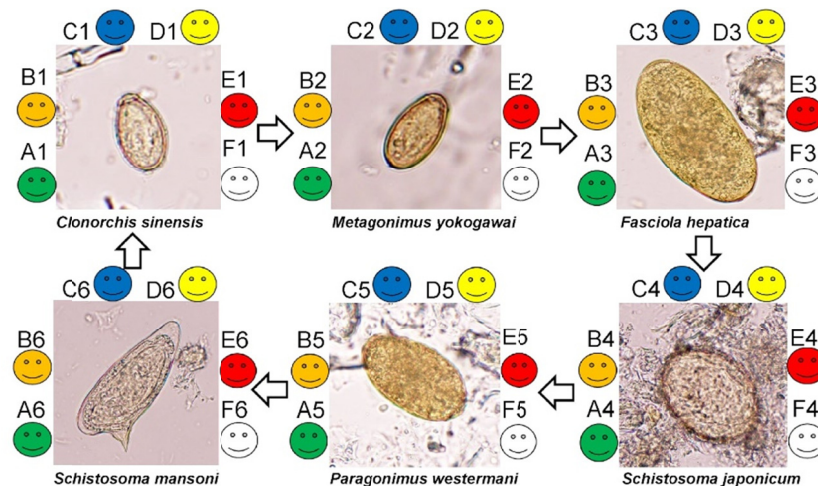 C1 D1 C2 D2 C3 D3
B1 E1 B2 E2 B3 E3
A1 F1 A2 F2 A3 F3
Clonorchis sinensis Metagonimus yokogawai Fasciola hepatica
C6 D6 C5 D5 C4 D4
B6 E6 B5 E5 B4 E4
A6 F6 A5 F5 A4 F4
Schistosoma mansoni Paragonimus westermani Schistosoma japonicum